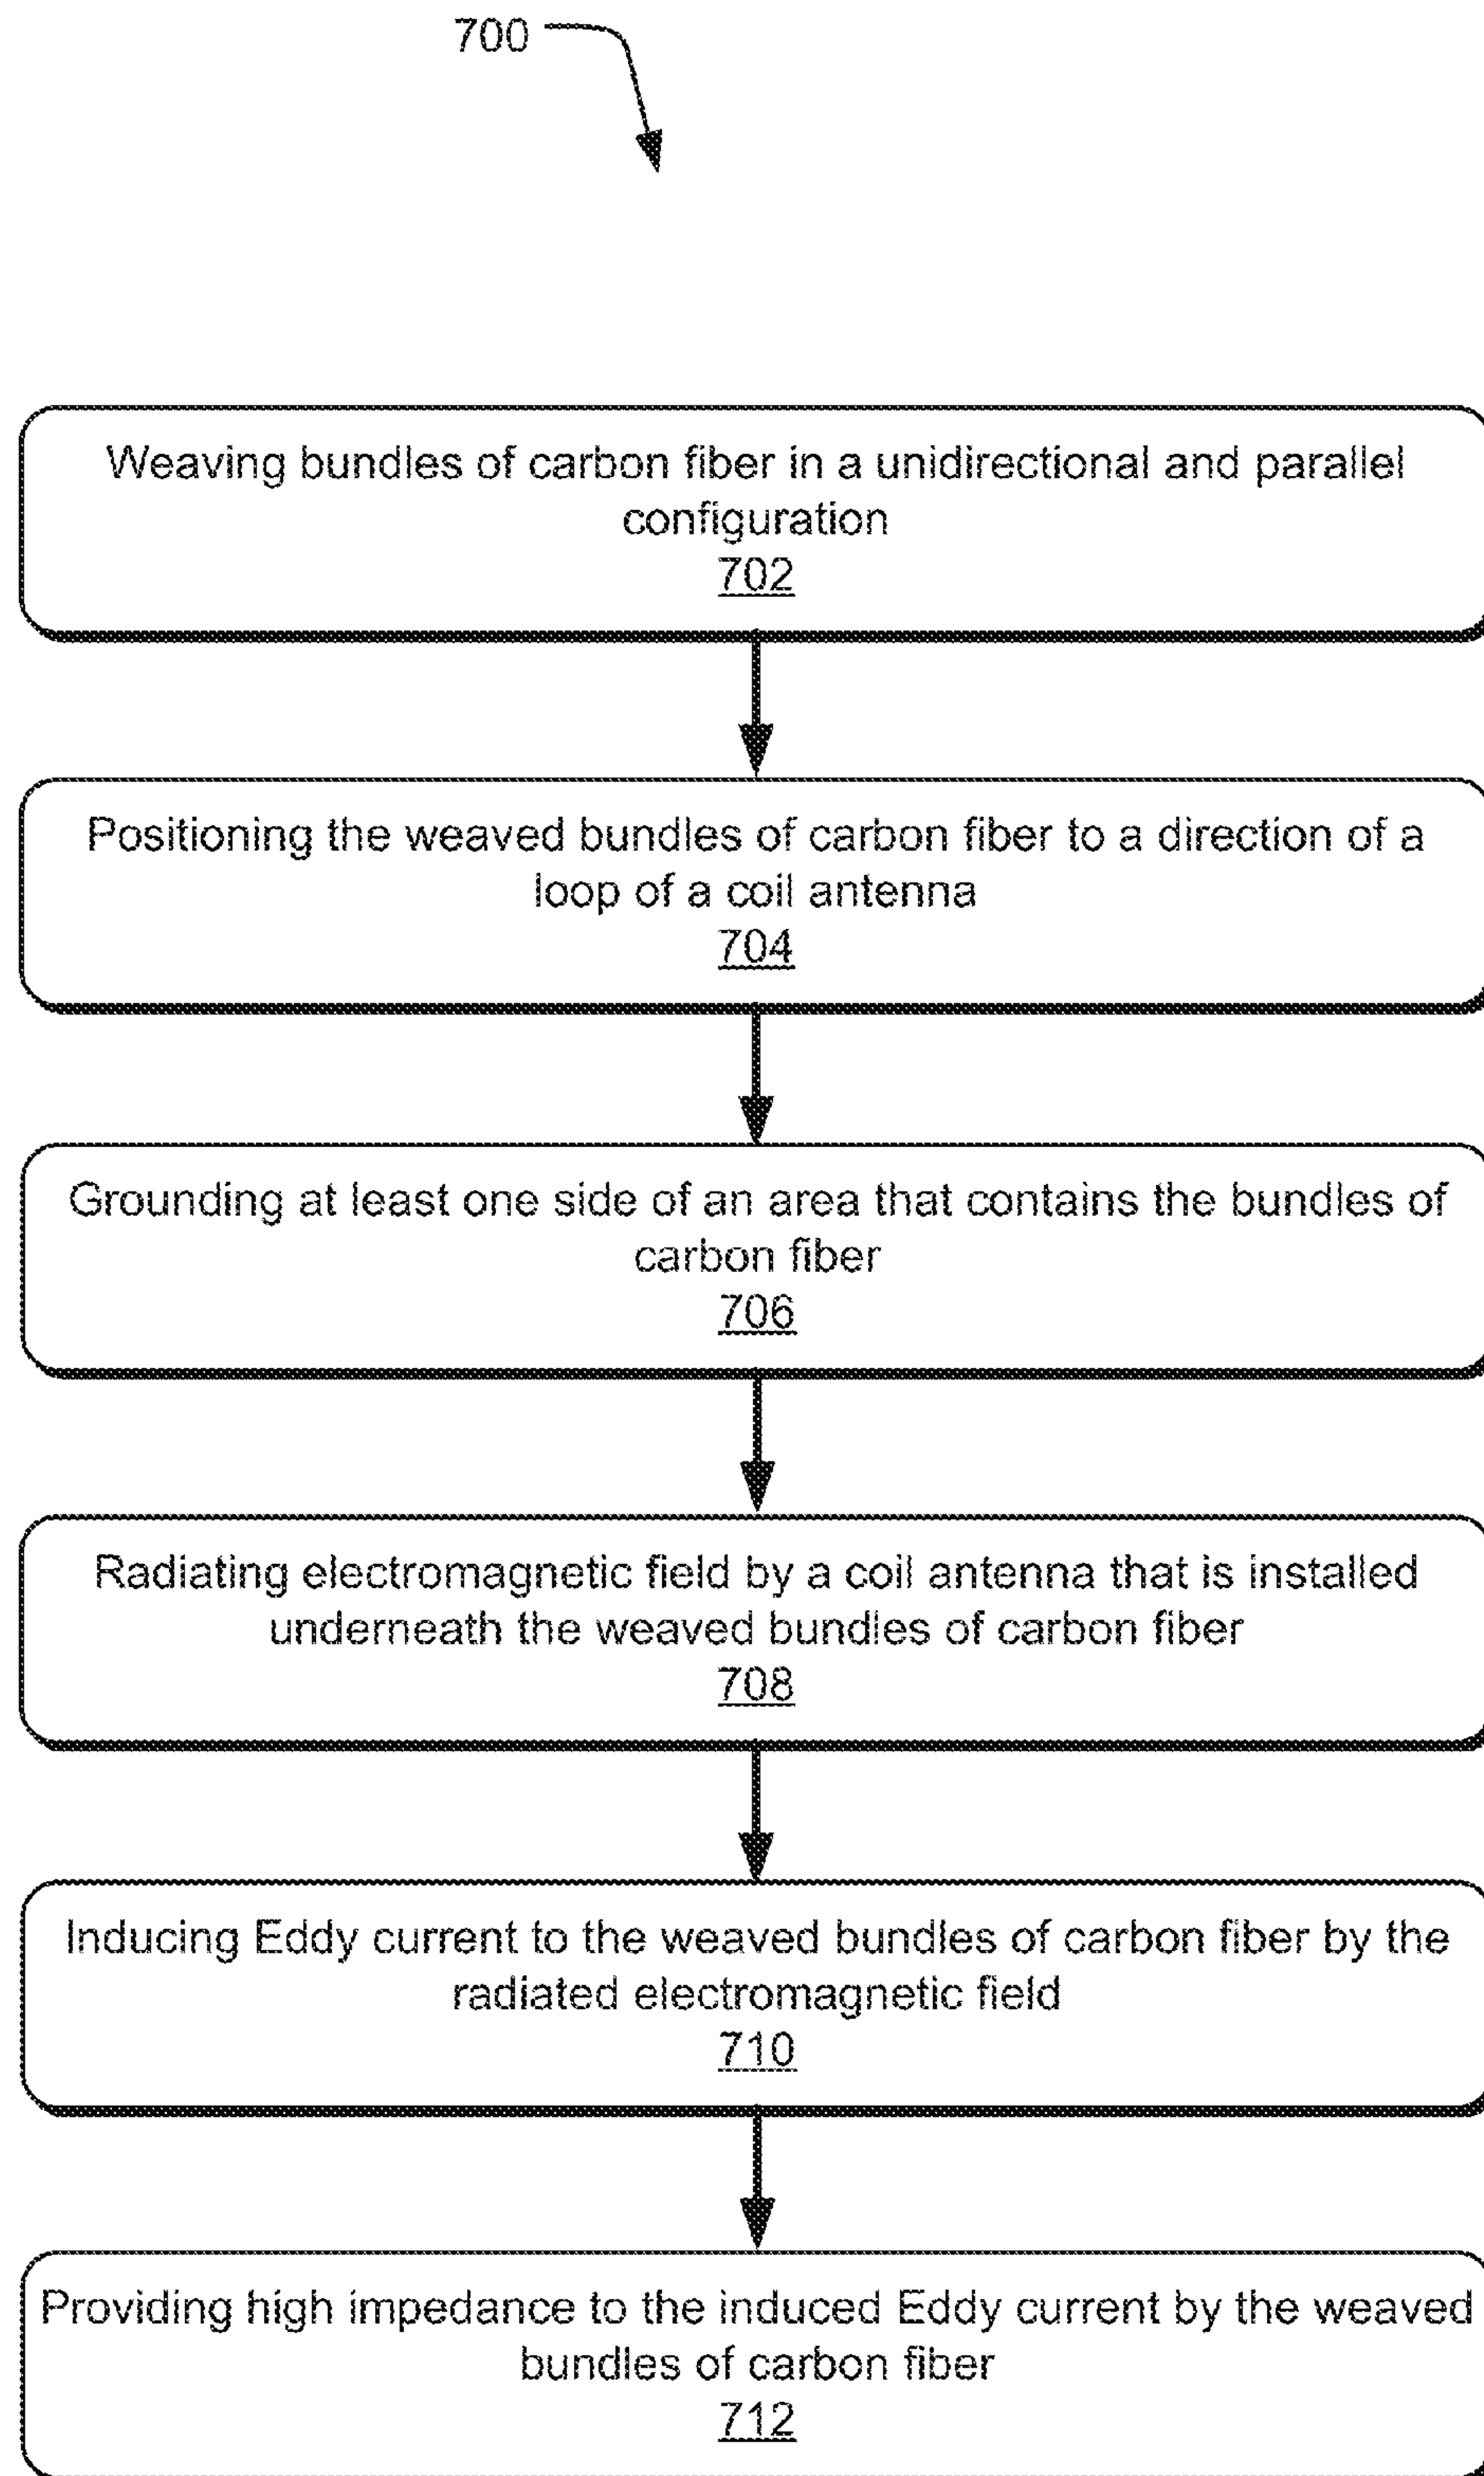 700
Weaving bundles of carbon fiber in a unidirectional and parallel
configuration
702
Positioning the weaved bundles of carbon fiber to a direction of a
loop of a coil antenna
704
Grounding at least one side of an area that contains the bundles of
carbon fiber
706
Radiating electromagnetic field by a coil antenna that is installed
underneath the weaved bundles of carbon fiber
708
Inducing Eddy current to the weaved bundles of carbon fiber by the
radiated electromagnetic field
710
Providing high impedance to the induced Eddy current by the weaved
bundles of carbon fiber
712